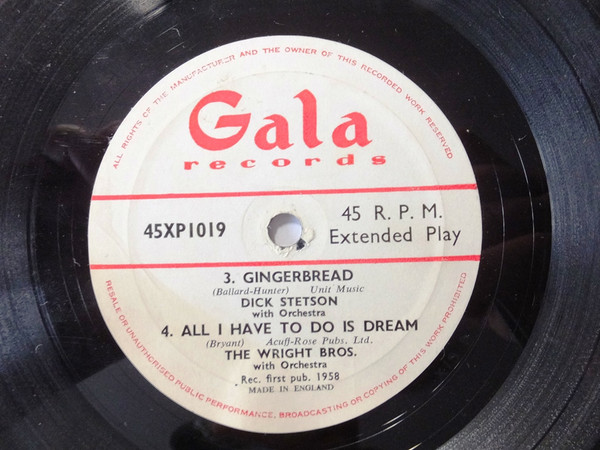 ALL RIGHTS OF THE MANUFACTURER AND THE OWNER OF THIS RECORDED WORK RESERVED
Gala
records
45XP1019
45 R. P. M.
Extended Play
3. GINGERBREAD
(Ballard-Hunter) Unit Music
DICK STETSON
with Orchestra
4. ALL I HAVE TO DO IS DREAM
(Bryant) Acuff-Rose Pubs. Ltd.
THE WRIGHT BROS.
with Orchestra
Rec. first pub. 1958
MADE IN ENGLAND
RESALE OR UNAUTHORISED PUBLIC PERFORMANCE, BROADCASTING OR COPYING OF THIS WORK PROHIBITED